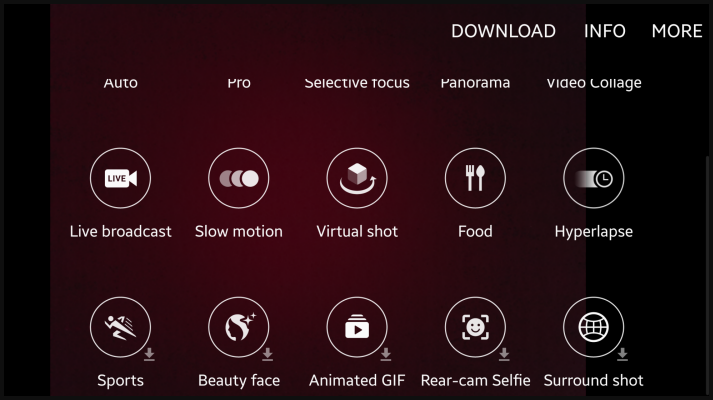 DOWNLOAD INFO MORE
Auto Pro Selective focus Panorama Video Collage
LIVE
Live broadcast Slow motion Virtual shot Food Hyperlapse
Sports Beauty face Animated GIF Rear-cam Selfie Surround shot